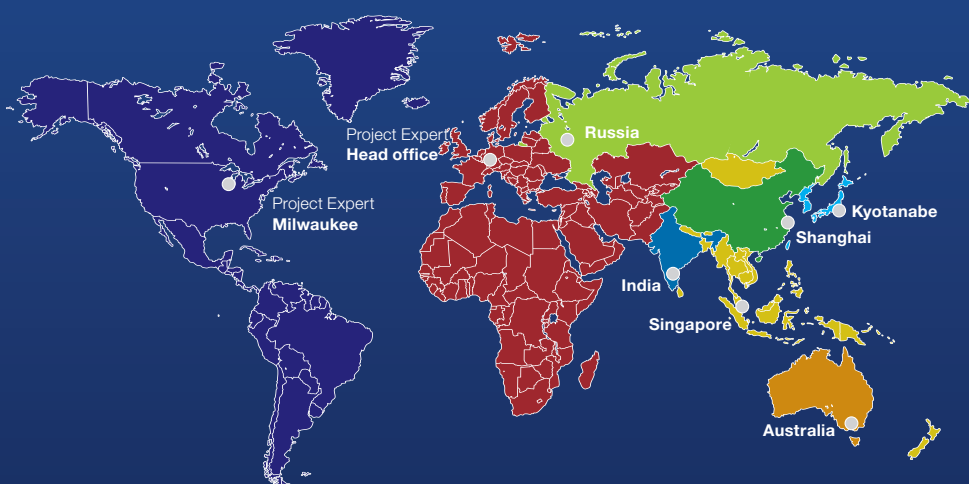 Project Expert
Head office
Russia
Project Expert
Milwaukee
Kyotanabe
Shanghai
India
Singapore
Australia